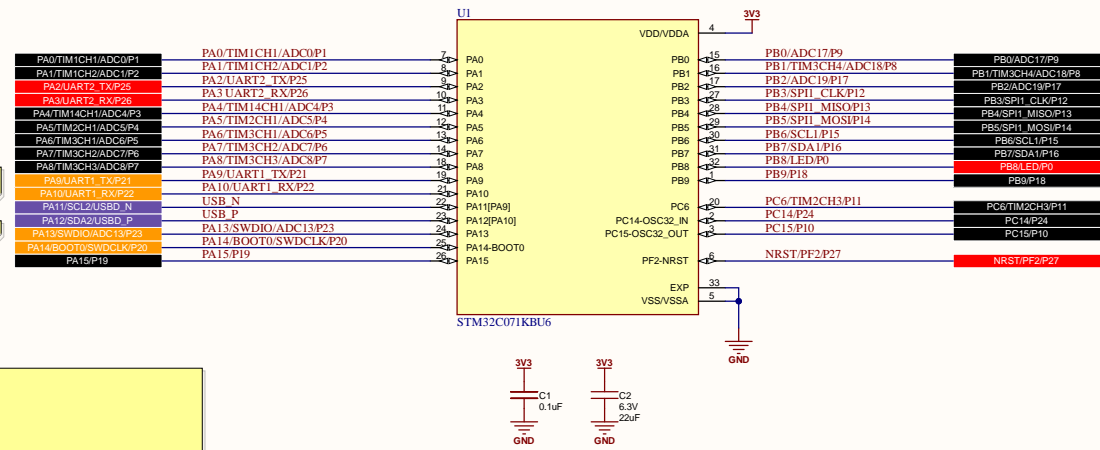 U1
3V3
4
VDD/VDDA
PA0/TIM1CH1/ADC0/P1 PA0/TIM1CH1/ADC0/P1 7 PA0 PB0 15 PB0/ADC17/P9 PB0/ADC17/P9
PA1/TIM1CH2/ADC1/P2 PA1/TIM1CH2/ADC1/P2 8 PA1 PB1 16 PB1/TIM3CH4/ADC18/P8 PB1/TIM3CH4/ADC18/P8
PA2/UART2_TX/P25 PA2/UART2_TX/P25 9 PA2 PB2 17 PB2/ADC19/P17 PB2/ADC19/P17
PA3/UART2_RX/P26 PA3 UART2_RX/P26 10 PA3 PB3 27 PB3/SPI1_CLK/P12 PB3/SPI1_CLK/P12
PA4/TIM14CH1/ADC4/P3 PA4/TIM14CH1/ADC4/P3 11 PA4 PB4 28 PB4/SPI1_MISO/P13 PB4/SPI1_MISO/P13
PA5/TIM2CH1/ADC5/P4 PA5/TIM2CH1/ADC5/P4 12 PA5 PB5 29 PB5/SPI1_MOSI/P14 PB5/SPI1_MOSI/P14
PA6/TIM3CH1/ADC6/P5 PA6/TIM3CH1/ADC6/P5 13 PA6 PB6 30 PB6/SCL1/P15 PB6/SCL1/P15
PA7/TIM3CH2/ADC7/P6 PA7/TIM3CH2/ADC7/P6 14 PA7 PB7 31 PB7/SDA1/P16 PB7/SDA1/P16
PA8/TIM3CH3/ADC8/P7 PA8/TIM3CH3/ADC8/P7 18 PA8 PB8 32 PB8/LED/P0 PB8/LED/P0
PA9/UART1_TX/P21 PA9/UART1_TX/P21 19 PA9 PB9 1 PB9/P18 PB9/P18
PA10/UART1_RX/P22 PA10/UART1_RX/P22 21 PA10
PA11/SCL2/USBD_N USB_N 22 PA11[PA9] PC6 20 PC6/TIM2CH3/P11 PC6/TIM2CH3/P11
PA12/SDA2/USBD_P USB_P 23 PA12[PA10] PC14-OSC32_IN 2 PC14/P24 PC14/P24
PA13/SWDIO/ADC13/P23 PA13/SWDIO/ADC13/P23 24 PA13 PC15-OSC32_OUT 3 PC15/P10 PC15/P10
PA14/BOOT0/SWDCLK/P20 PA14/BOOT0/SWDCLK/P20 25 PA14-BOOT0
PA15/P19 PA15/P19 26 PA15 PF2-NRST 6 NRST/PF2/P27 NRST/PF2/P27
EXP 33
VSS/VSSA 5
STM32C071KBU6
GND
3V3 3V3
C1 C2
0.1uF 6.3V
22uF
GND GND